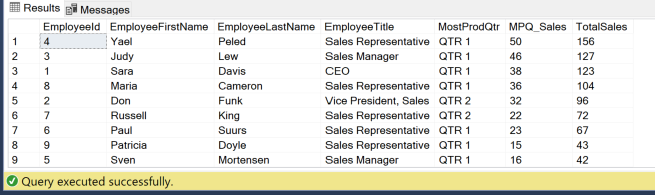 Results Messages
EmployeeId EmployeeFirstName EmployeeLastName EmployeeTitle MostProdQtr MPQ_Sales TotalSales
1 4 Yael Peled Sales Representative QTR 1 50 156
2 3 Judy Lew Sales Manager QTR 1 46 127
3 1 Sara Davis CEO QTR 1 38 123
4 8 Maria Cameron Sales Representative QTR 1 36 104
5 2 Don Funk Vice President, Sales QTR 2 32 96
6 7 Russell King Sales Representative QTR 2 22 72
7 6 Paul Suurs Sales Representative QTR 1 23 67
8 9 Patricia Doyle Sales Representative QTR 1 15 43
9 5 Sven Mortensen Sales Manager QTR 1 16 42
Query executed successfully.